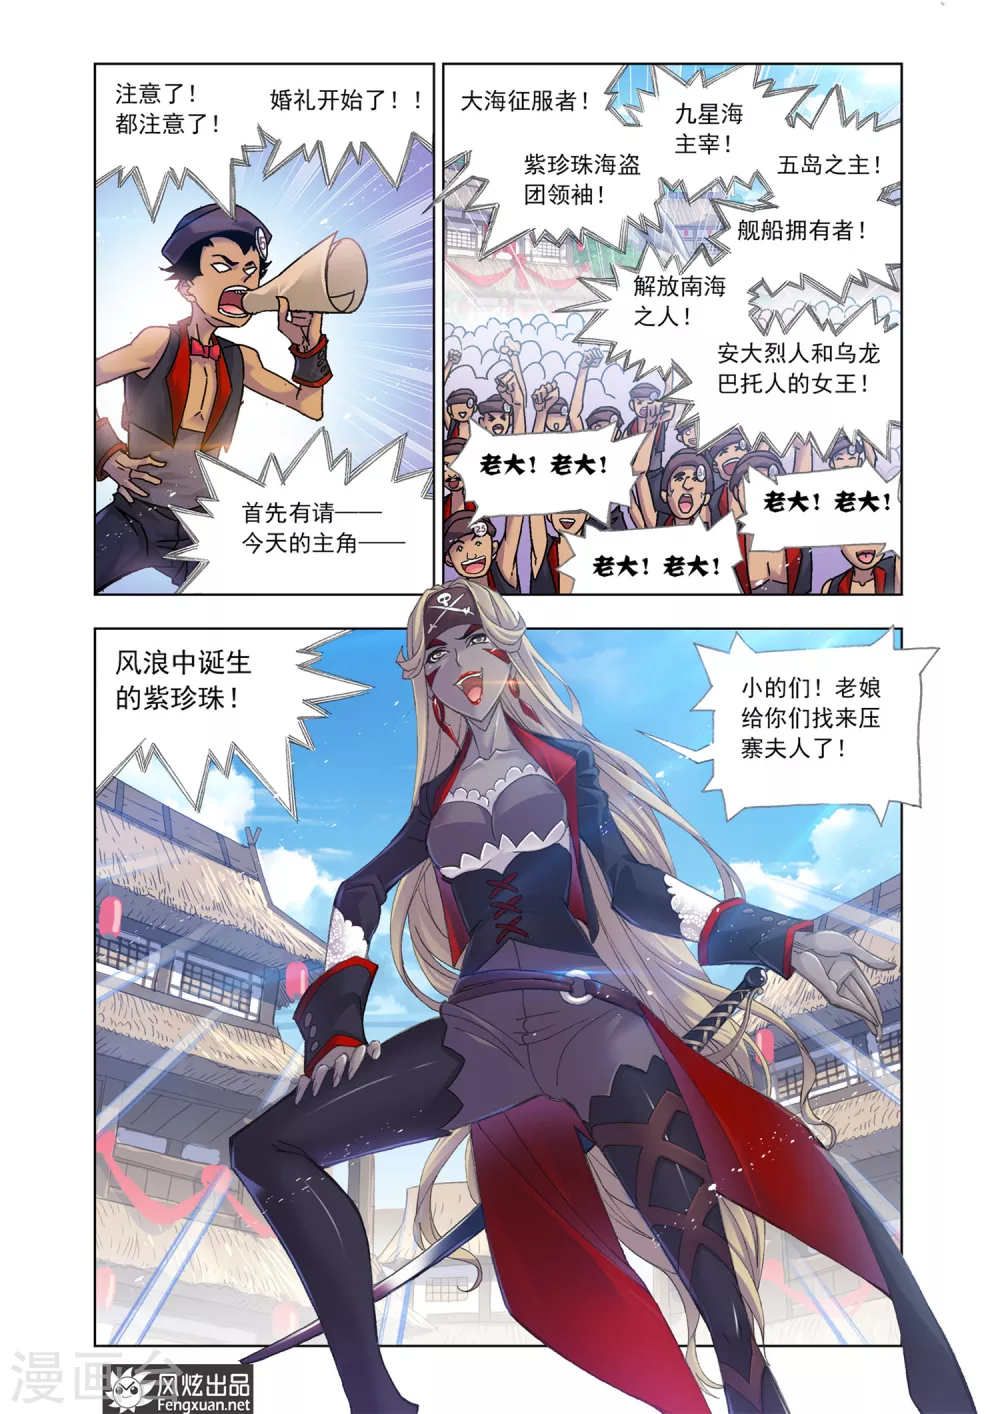 注意了！
都注意了！
婚礼开始了！！
首先有请——
今天的主角——
大海征服者！
九星海
主宰！
紫珍珠海盗
团领袖！
五岛之主！
舰船拥有者！
解放南海
之人！
安大烈人和乌龙
巴托人的女王！
老大！老大！
老大！老大！
老大！老大！
25
风浪中诞生
的紫珍珠！
小的们！老娘
给你们找来压
寨夫人了！
漫画台
风炫出品
Fengxuan.net